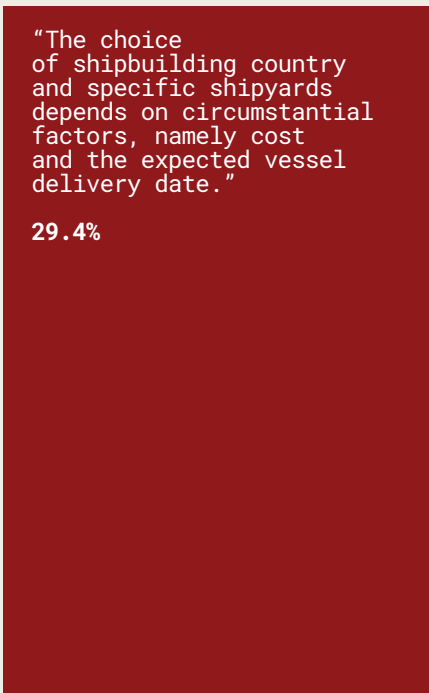 “The choice
of shipbuilding country
and specific shipyards
depends on circumstantial
factors, namely cost
and the expected vessel
delivery date.”
29.4%